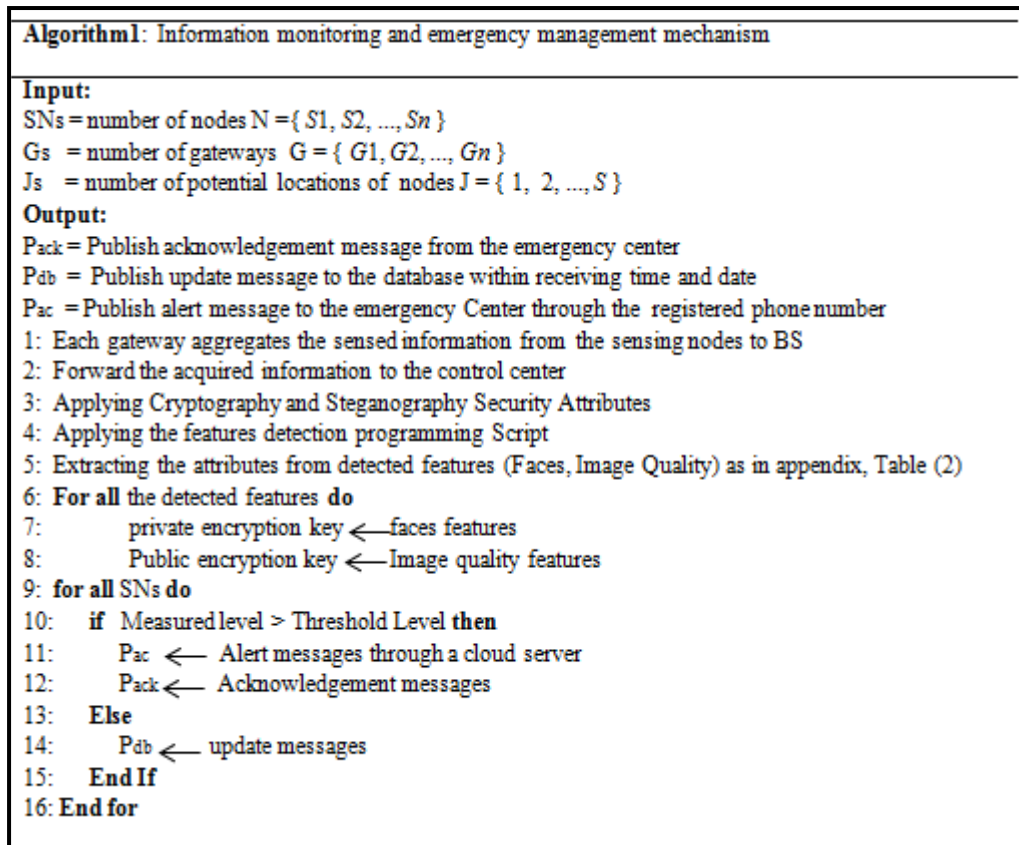 Algorithm1: Information monitoring and emergency management mechanism
Input:
SNs = number of nodes N ={ S1, S2, ..., Sn }
Gs = number of gateways G = { G1, G2, ..., Gn }
Js = number of potential locations of nodes J = { 1, 2, ..., S }
Output:
Pack = Publish acknowledgement message from the emergency center
Pdb = Publish update message to the database within receiving time and date
Pac = Publish alert message to the emergency Center through the registered phone number
1: Each gateway aggregates the sensed information from the sensing nodes to BS
2: Forward the acquired information to the control center
3: Applying Cryptography and Steganography Security Attributes
4: Applying the features detection programming Script
5: Extracting the attributes from detected features (Faces, Image Quality) as in appendix, Table (2)
6: For all the detected features do
7: private encryption key ← faces features
8: Public encryption key ← Image quality features
9: for all SNs do
10: if Measured level > Threshold Level then
11: Pac ← Alert messages through a cloud server
12: Pack ← Acknowledgement messages
13: Else
14: Pdb ← update messages
15: End If
16: End for